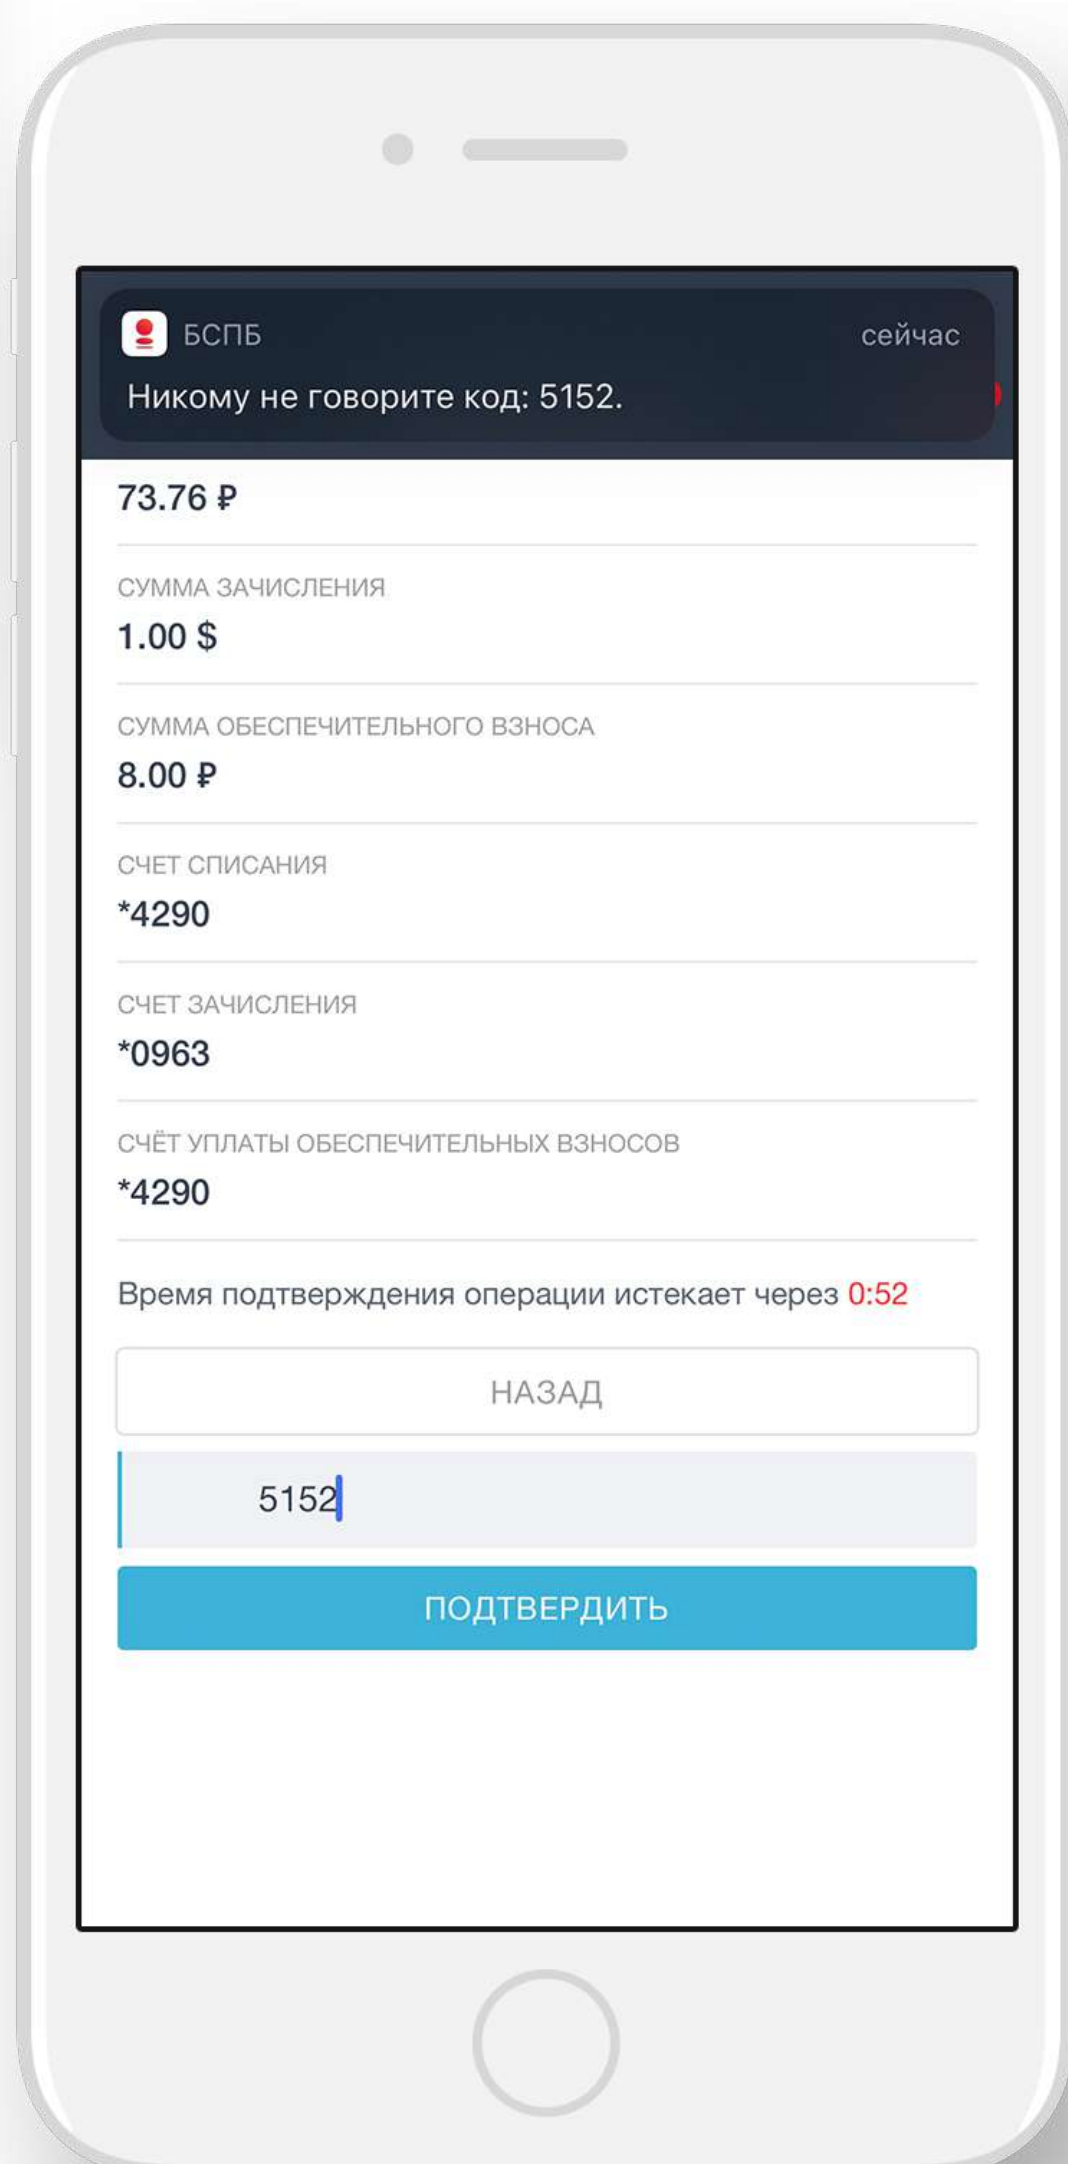 БСПБ
сейчас
Никому не говорите код: 5152.
73.76 ₽
СУММА ЗАЧИСЛЕНИЯ
1.00 $
СУММА ОБЕСПЕЧИТЕЛЬНОГО ВЗНОСА
8.00 ₽
СЧЕТ СПИСАНИЯ
*4290
СЧЕТ ЗАЧИСЛЕНИЯ
*0963
СЧЁТ УПЛАТЫ ОБЕСПЕЧИТЕЛЬНЫХ ВЗНОСОВ
*4290
Время подтверждения операции истекает через 0:52
НАЗАД
5152
ПОДТВЕРДИТЬ